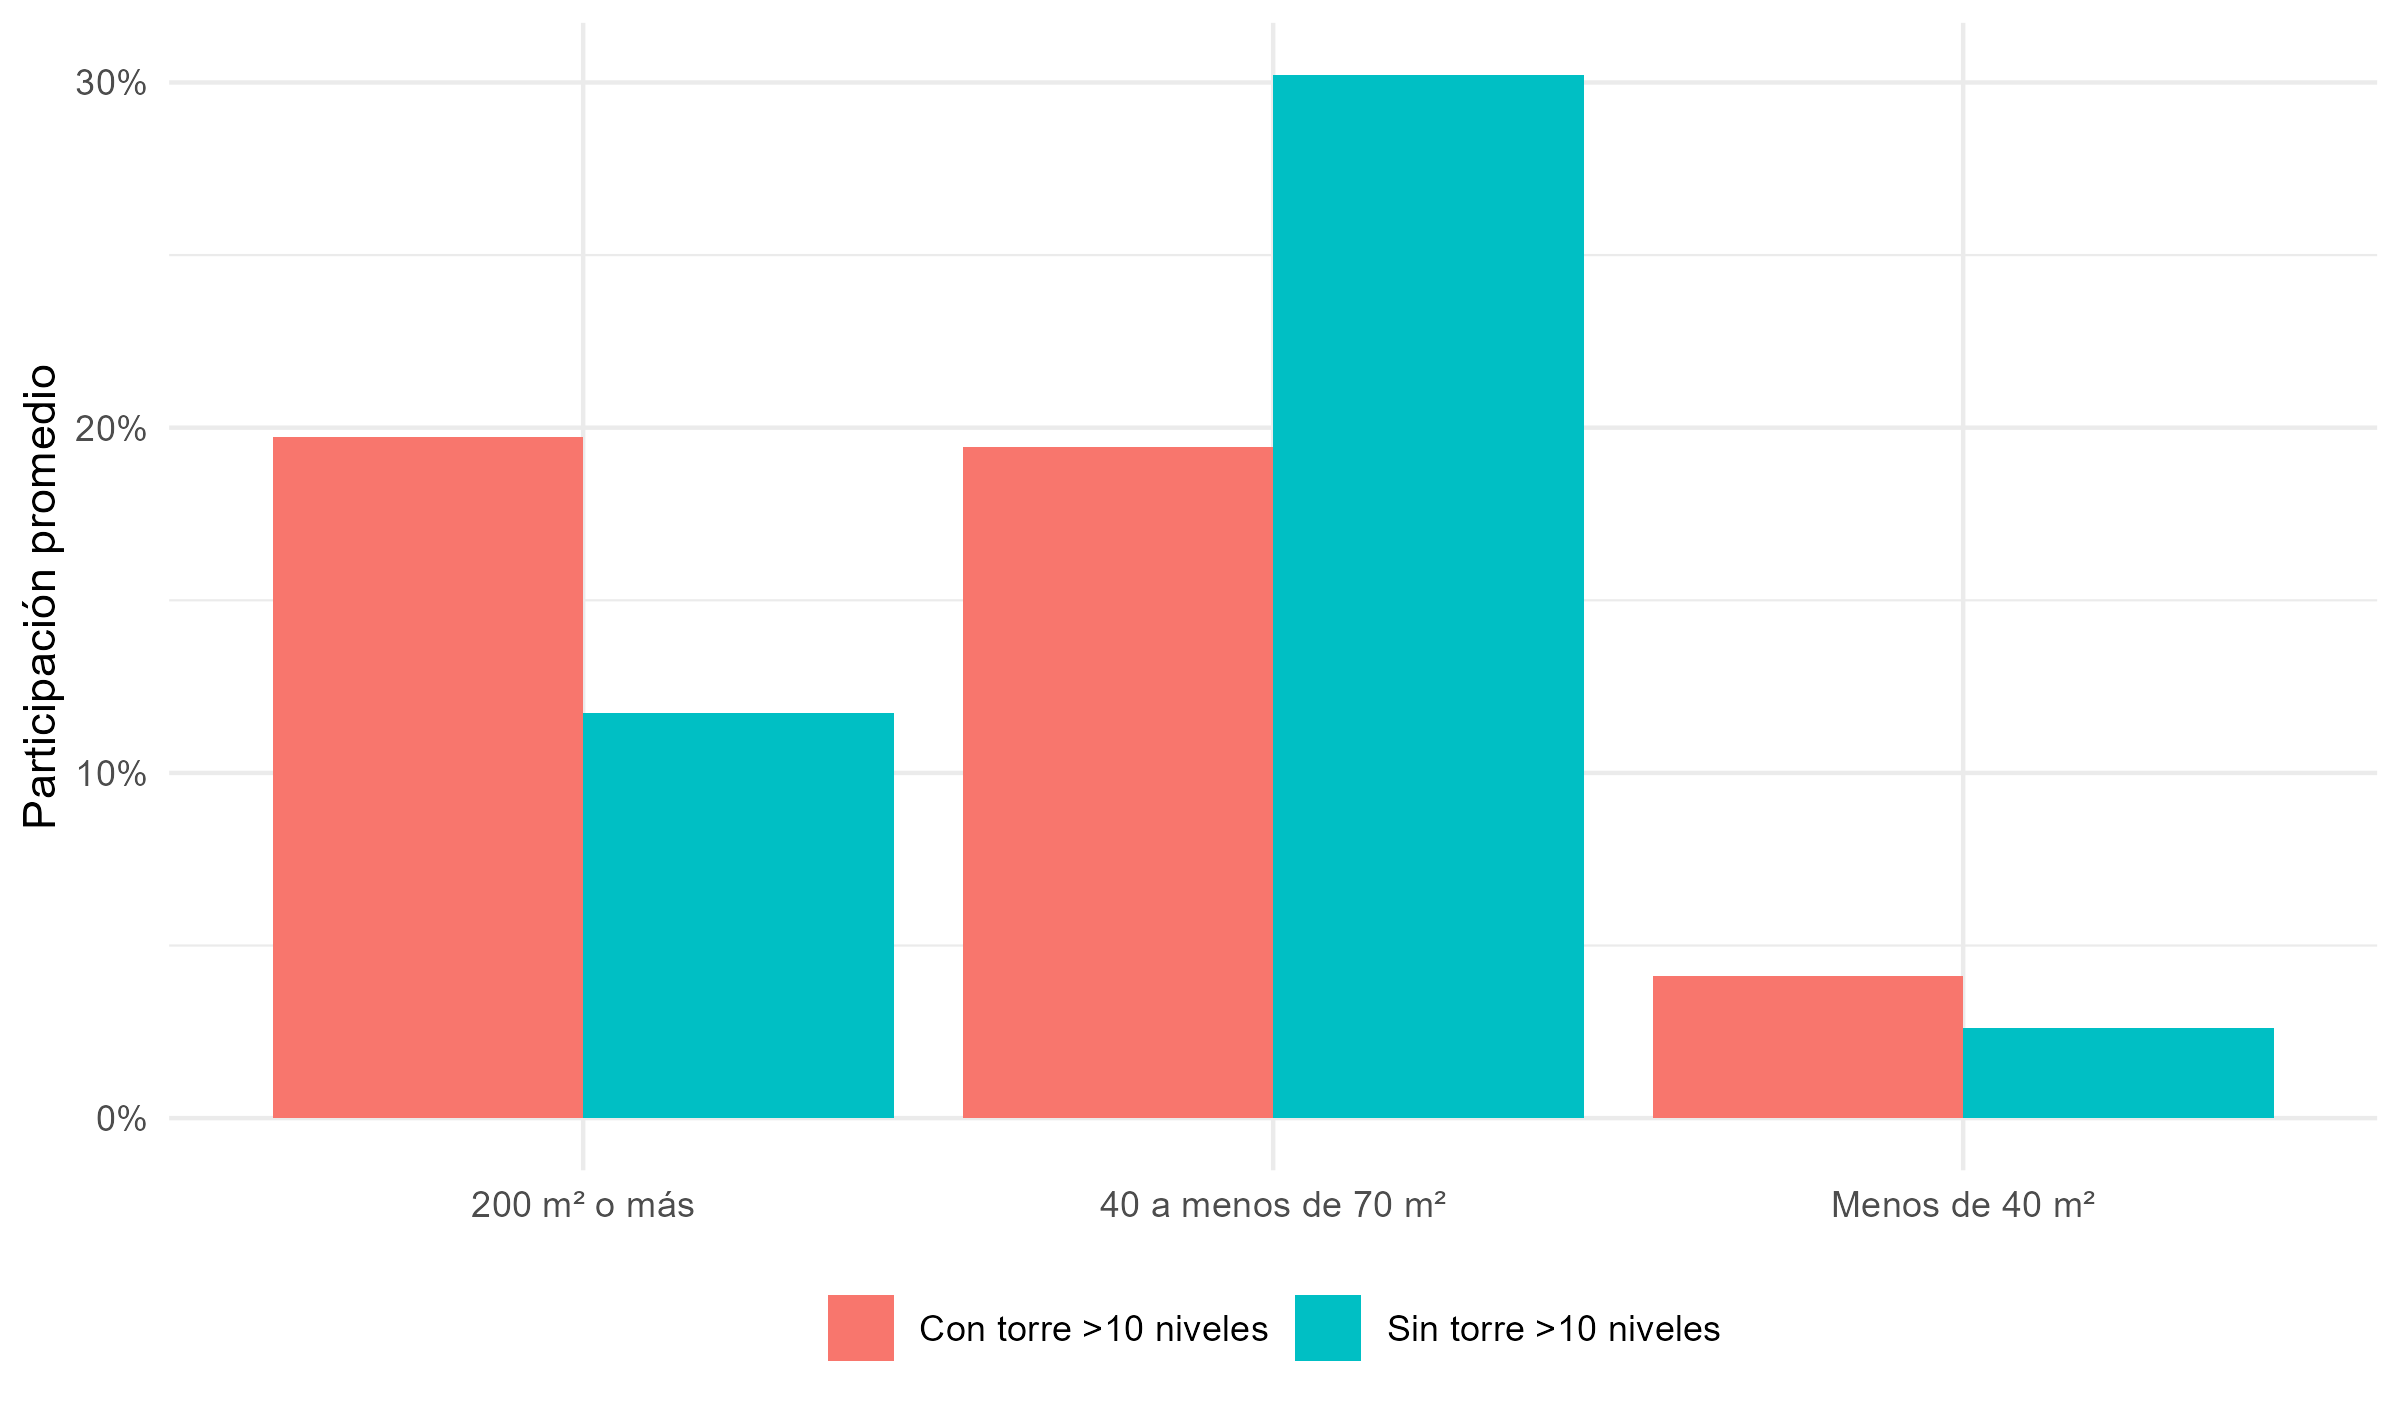 Participación promedio
30%
20%
10%
0%
200 m² o más
40 a menos de 70 m²
Menos de 40 m²
Con torre >10 niveles
Sin torre >10 niveles